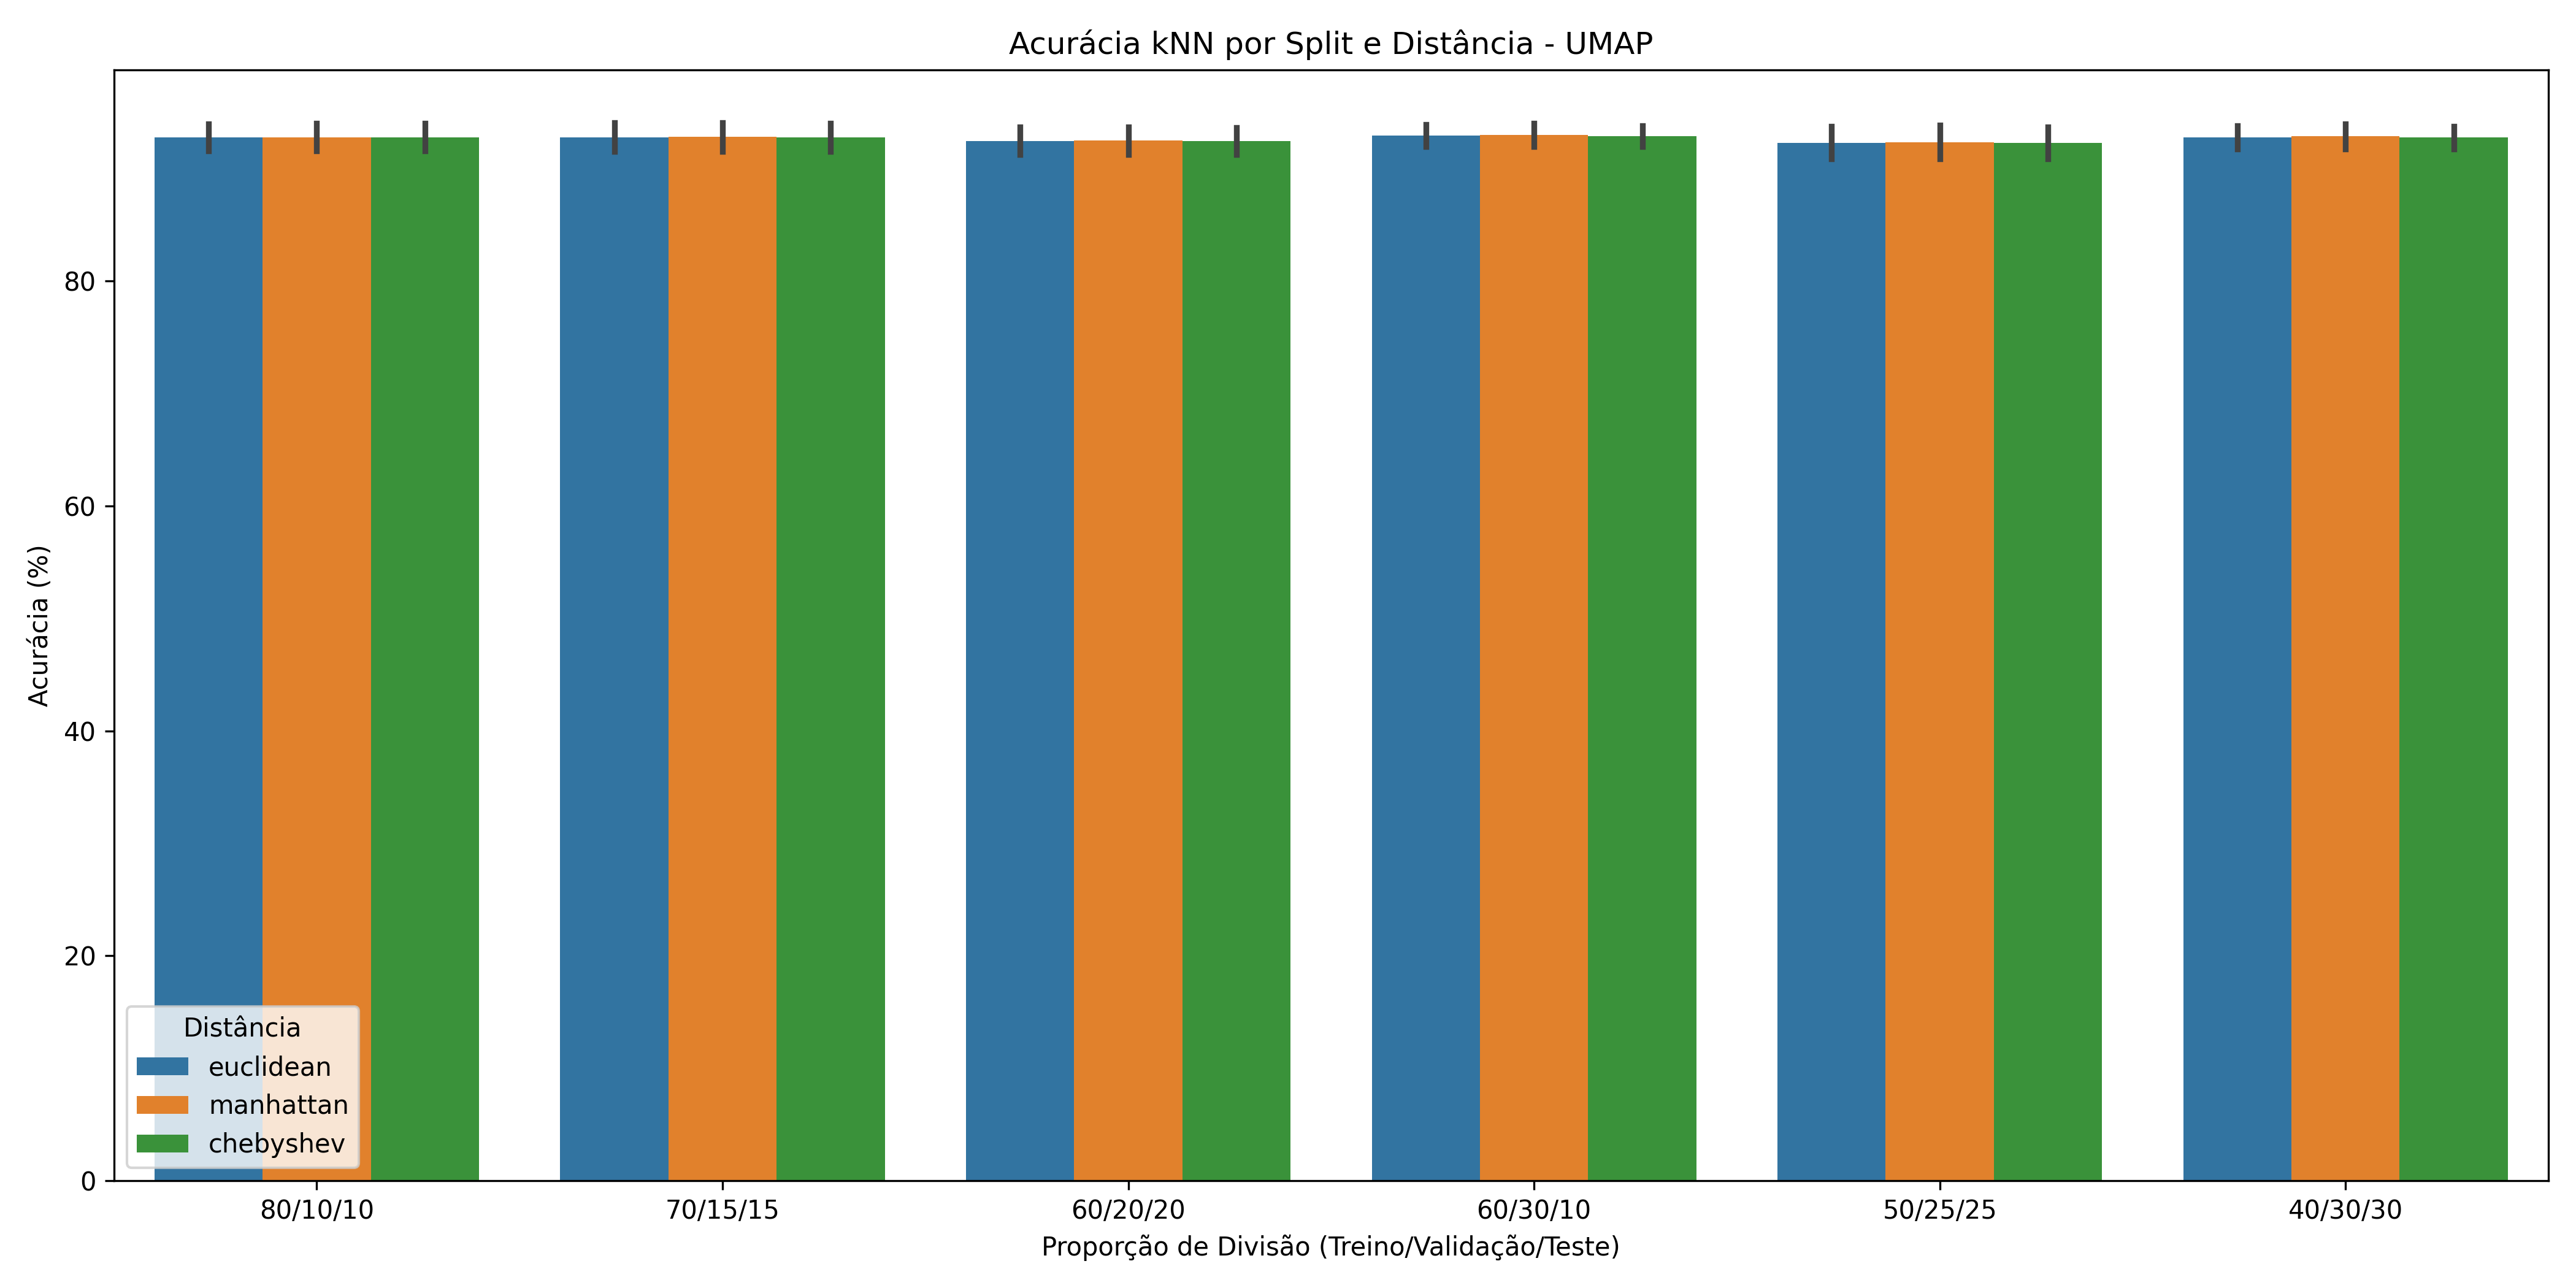 Acurácia kNN por Split e Distância - UMAP
Acurácia (%)
80
60
40
20
0
Distância
euclidean
manhattan
chebyshev
80/10/10
70/15/15
60/20/20
60/30/10
50/25/25
40/30/30
Proporção de Divisão (Treino/Validação/Teste)